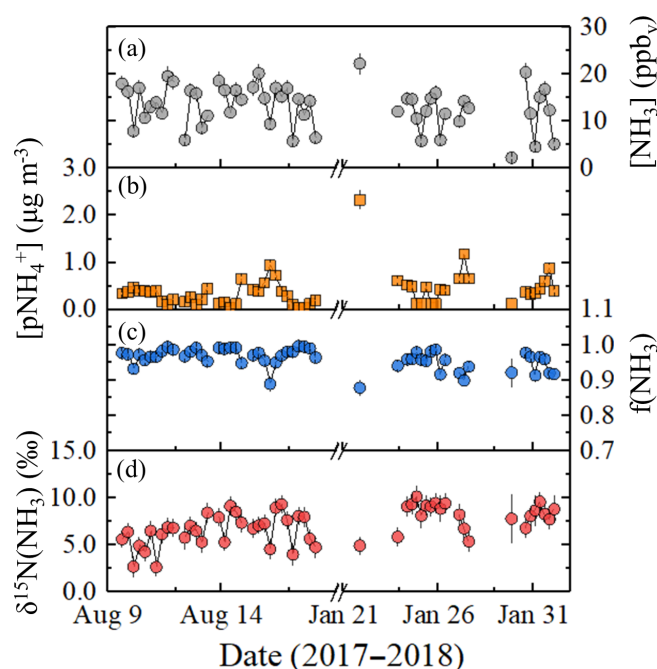 (a)
30
20
10
0
[NH₃] (ppbᵥ)
(b)
3.0
2.0
1.0
0.0
[pNH₄⁺] (μg m⁻³)
(c)
1.1
1.0
0.9
0.8
0.7
f(NH₃)
(d)
15.0
10.0
5.0
0.0
δ¹⁵N(NH₃) (‰)
Aug 9 Aug 14 Jan 21 Jan 26 Jan 31
Date (2017–2018)